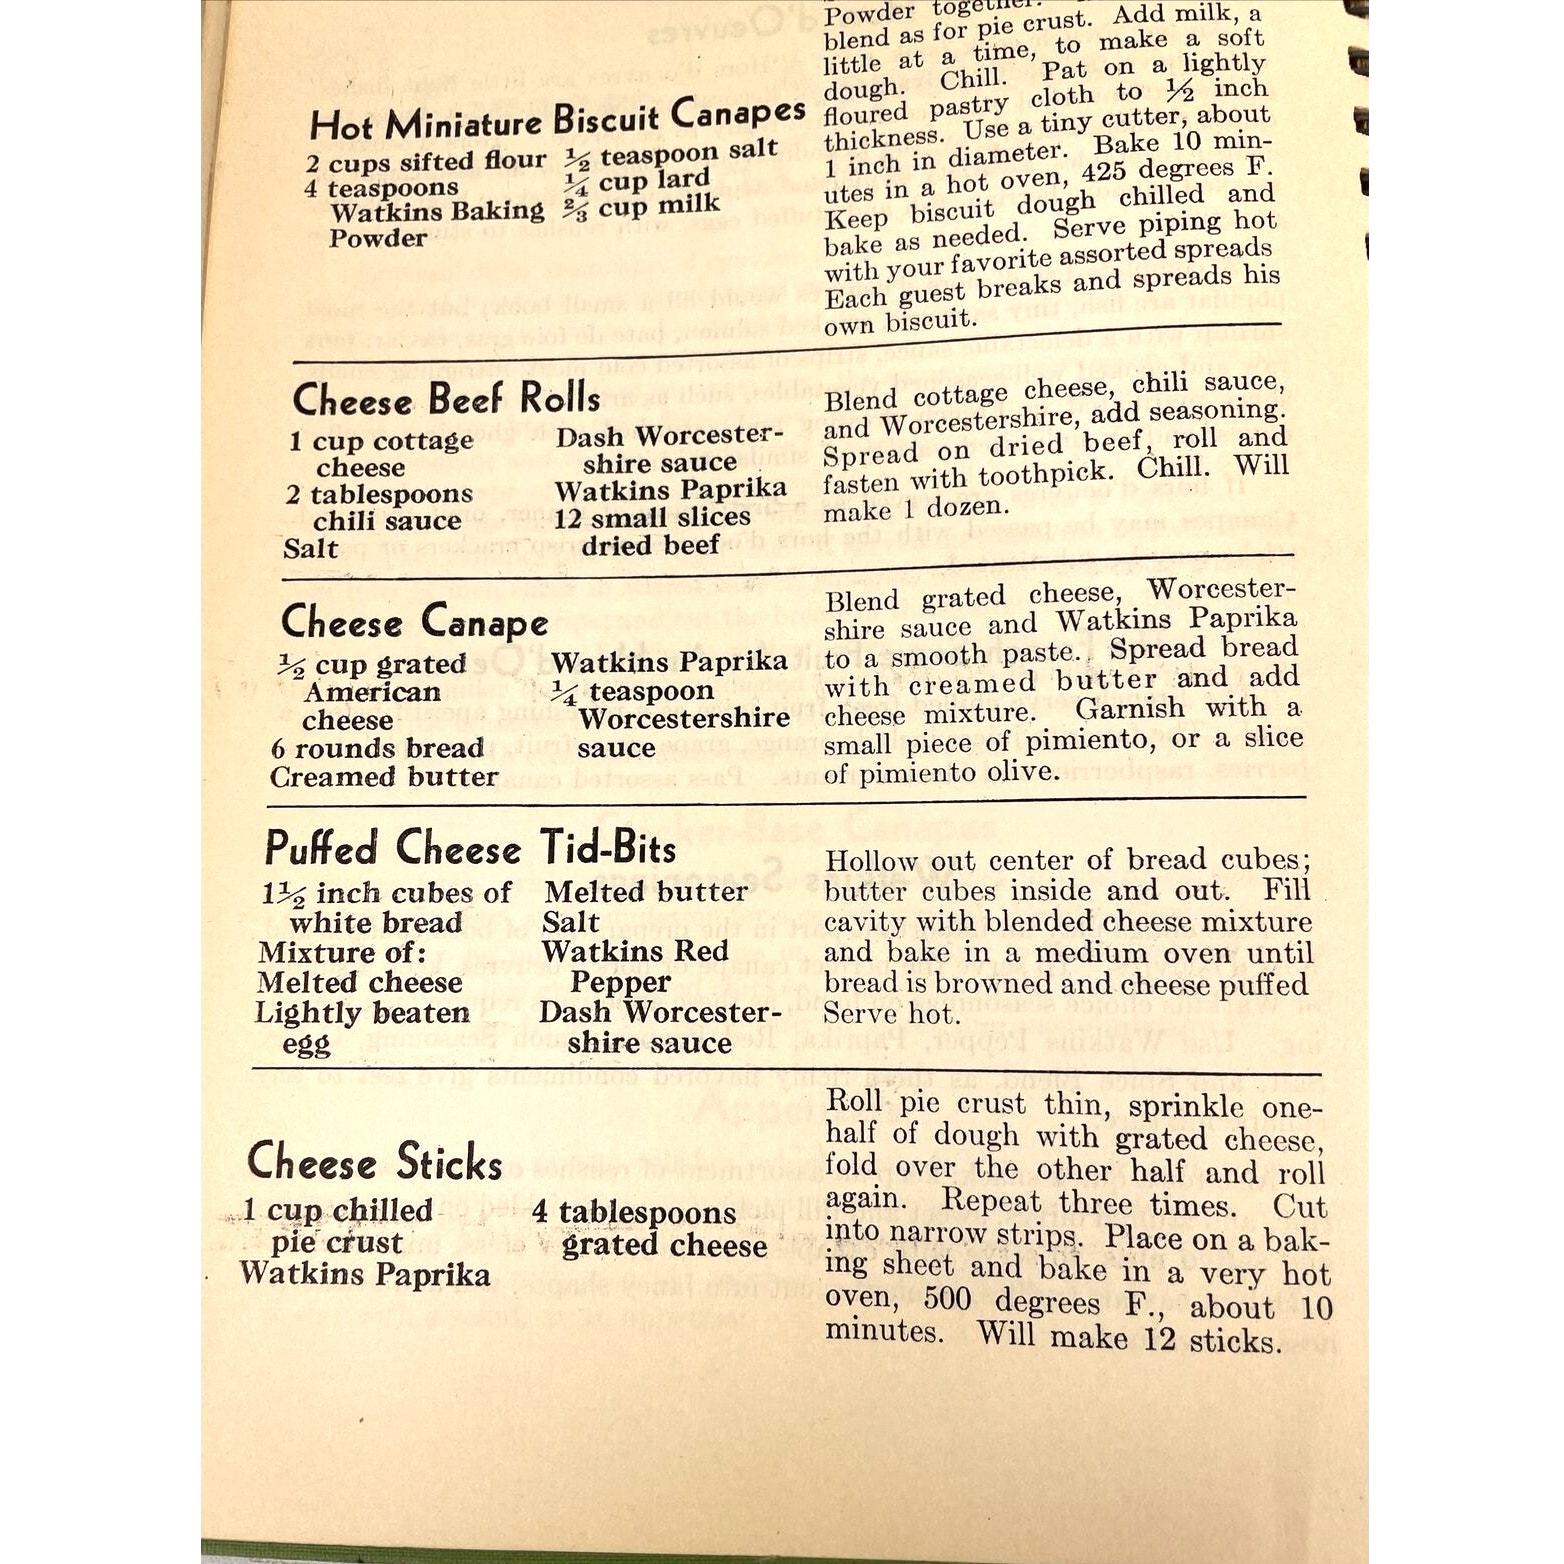 Hot Miniature Biscuit Canapes
2 cups sifted flour
4 teaspoons
Watkins Baking
Powder
½ teaspoon salt
¼ cup lard
⅔ cup milk
Powder together.
blend as for pie crust. Add milk, a
little at a time, to make a soft
dough. Chill. Pat on a lightly
floured pastry cloth to ½ inch
thickness. Use a tiny cutter, about
1 inch in diameter. Bake 10 min-
utes in a hot oven, 425 degrees F.
Keep biscuit dough chilled and
bake as needed. Serve piping hot
with your favorite assorted spreads
Each guest breaks and spreads his
own biscuit.
Cheese Beef Rolls
1 cup cottage
cheese
2 tablespoons
chili sauce
Salt
Dash Worcester-
shire sauce
Watkins Paprika
12 small slices
dried beef
Blend cottage cheese, chili sauce,
and Worcestershire, add seasoning.
Spread on dried beef, roll and
fasten with toothpick. Chill. Will
make 1 dozen.
Cheese Canape
½ cup grated
American
cheese
6 rounds bread
Creamed butter
Watkins Paprika
¼ teaspoon
Worcestershire
sauce
Blend grated cheese, Worcester-
shire sauce and Watkins Paprika
to a smooth paste. Spread bread
with creamed butter and add
cheese mixture. Garnish with a
small piece of pimiento, or a slice
of pimiento olive.
Puffed Cheese Tid-Bits
1½ inch cubes of
white bread
Mixture of:
Melted cheese
Lightly beaten
egg
Melted butter
Salt
Watkins Red
Pepper
Dash Worcester-
shire sauce
Hollow out center of bread cubes;
butter cubes inside and out. Fill
cavity with blended cheese mixture
and bake in a medium oven until
bread is browned and cheese puffed
Serve hot.
Cheese Sticks
1 cup chilled
pie crust
Watkins Paprika
4 tablespoons
grated cheese
Roll pie crust thin, sprinkle one-
half of dough with grated cheese,
fold over the other half and roll
again. Repeat three times. Cut
into narrow strips. Place on a bak-
ing sheet and bake in a very hot
oven, 500 degrees F., about 10
minutes. Will make 12 sticks.